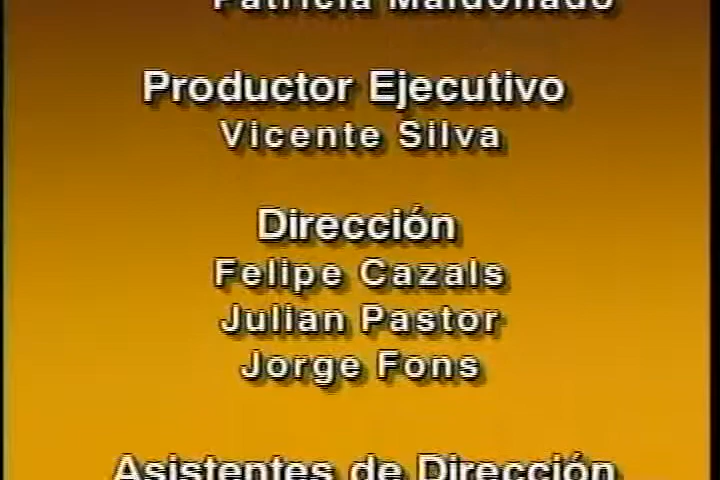 Patricia Maldonado
Productor Ejecutivo
Vicente Silva
Dirección
Felipe Cazals
Julian Pastor
Jorge Fons
Asistentes de Dirección